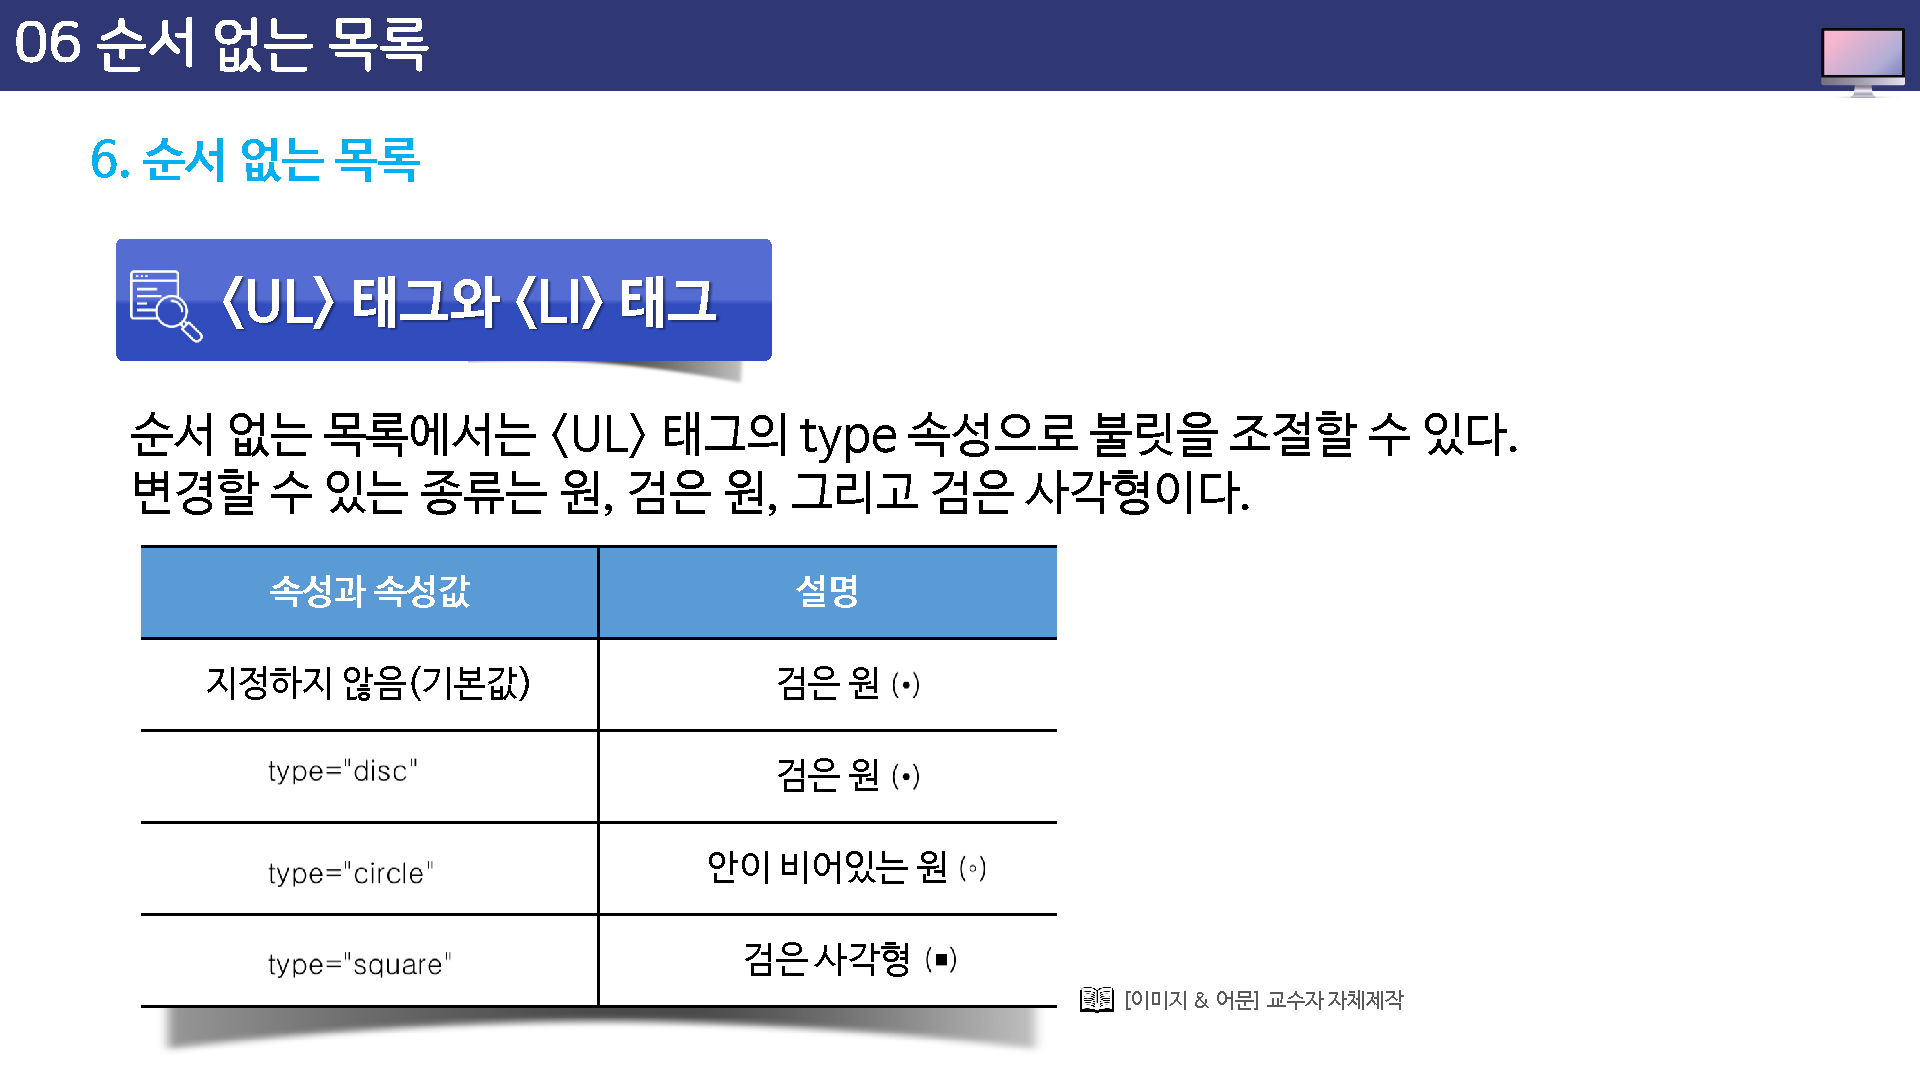 06 순서 없는 목록
6. 순서 없는 목록
<UL> 태그와 <LI> 태그
순서 없는 목록에서는 <UL> 태그의 type 속성으로 불릿을 조절할 수 있다.
변경할 수 있는 종류는 원, 검은 원, 그리고 검은 사각형이다.
속성과 속성값 설명
지정하지 않음(기본값) 검은 원 (•)
type="disc" 검은 원 (•)
type="circle" 안이 비어있는 원 (◦)
type="square" 검은 사각형 (■)
[이미지 & 어문] 교수자 자체제작